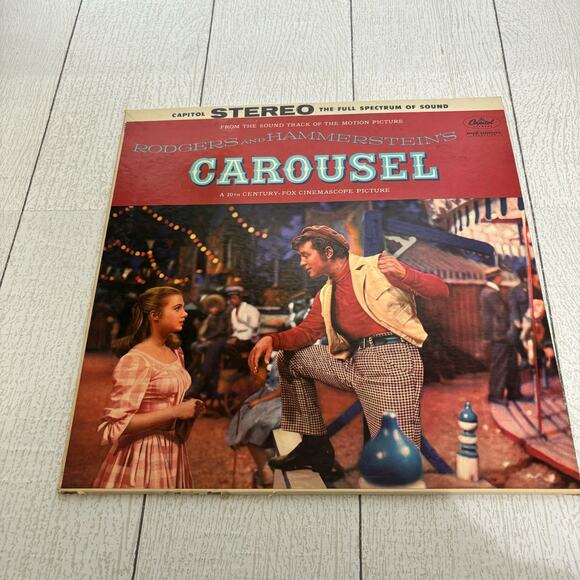 CAPITOL STEREO THE FULL SPECTRUM OF SOUND
FROM THE SOUND TRACK OF THE MOTION PICTURE
Capitol
RODGERS AND HAMMERSTEIN'S
CAROUSEL
A 20TH CENTURY-FOX CINEMASCOPE PICTURE